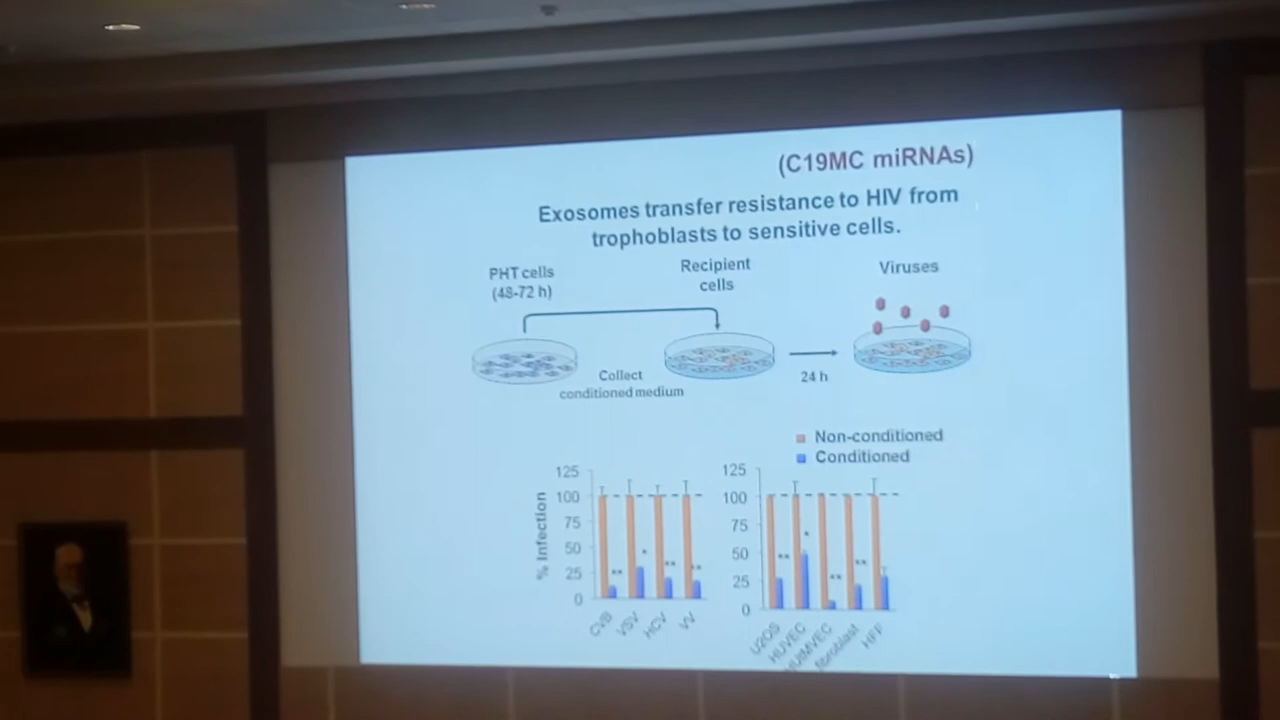 (C19MC miRNAs)
Exosomes transfer resistance to HIV from
trophoblasts to sensitive cells.
PHT cells
(48-72 h)
Recipient
cells
Viruses
Collect
conditioned medium
24 h
Non-conditioned
Conditioned
% Infection
125
100
75
50
25
0
CVB
VSV
HCV
VV
125
100
75
50
25
0
U2OS
HUVEC
fibroblast
HFF